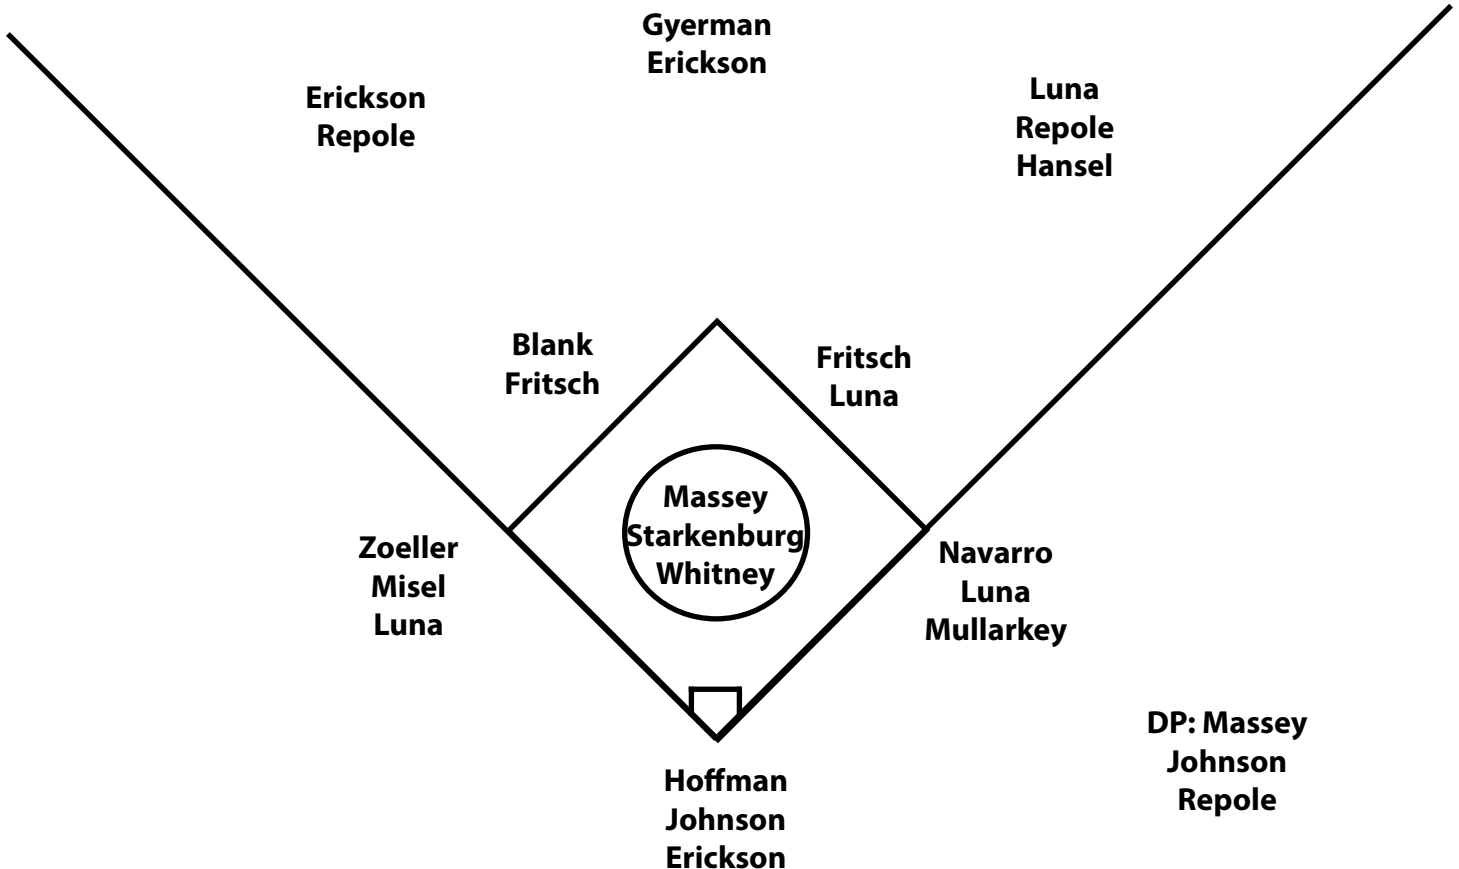 Gyerman
Erickson
Erickson
Repole
Luna
Repole
Hansel
Blank
Fritsch
Fritsch
Luna
Massey
Starkenburg
Whitney
Zoeller
Misel
Luna
Navarro
Luna
Mullarkey
DP: Massey
Johnson
Repole
Hoffman
Johnson
Erickson